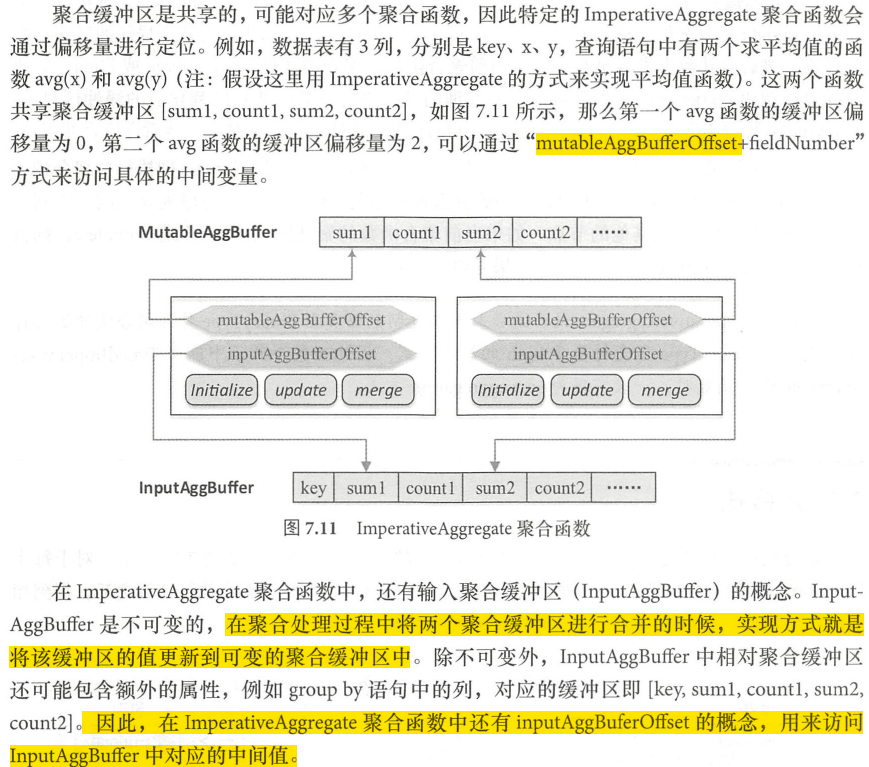 聚合缓冲区是共享的，可能对应多个聚合函数，因此特定的 ImperativeAggregate 聚合函数会
通过偏移量进行定位。例如，数据表有 3 列，分别是 key、x、y，查询语句中有两个求平均值的函
数 avg(x) 和 avg(y)（注：假设这里用 ImperativeAggregate 的方式来实现平均值函数）。这两个函数
共享聚合缓冲区 [sum1, count1, sum2, count2]，如图 7.11 所示，那么第一个 avg 函数的缓冲区偏
移量为 0，第二个 avg 函数的缓冲区偏移量为 2，可以通过“mutableAggBufferOffset+fieldNumber”
方式来访问具体的中间变量。
MutableAggBuffer sum1 count1 sum2 count2 ······
mutableAggBufferOffset mutableAggBufferOffset
inputAggBufferOffset inputAggBufferOffset
Initialize update merge Initialize update merge
InputAggBuffer key sum1 count1 sum2 count2 ······
图 7.11 ImperativeAggregate 聚合函数
在 ImperativeAggregate 聚合函数中，还有输入聚合缓冲区（InputAggBuffer）的概念。Input-
AggBuffer 是不可变的，在聚合处理过程中将两个聚合缓冲区进行合并的时候，实现方式就是
将该缓冲区的值更新到可变的聚合缓冲区中。除不可变外，InputAggBuffer 中相对聚合缓冲区
还可能包含额外的属性，例如 group by 语句中的列，对应的缓冲区即 [key, sum1, count1, sum2,
count2]。因此，在 ImperativeAggregate 聚合函数中还有 inputAggBuferOffset 的概念，用来访问
InputAggBuffer 中对应的中间值。